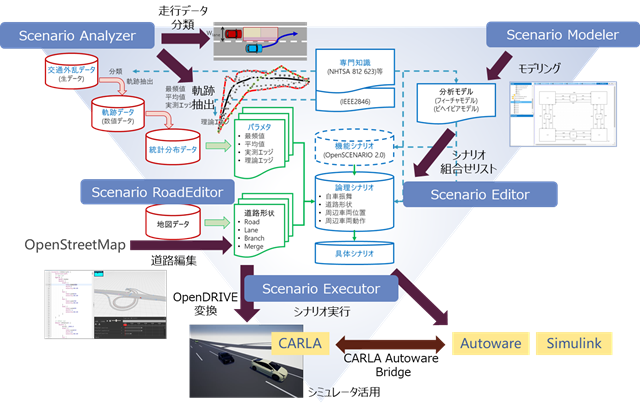 走行データ
分類
Scenario Analyzer
Scenario Modeler
交通外乱データ
(生データ)
分類
軌跡抽出
最頻値
平均値
実測エッジ
理論エッジ
軌跡
抽出
専門知識
(NHTSA 812 623)等
(IEEE2846)
モデリング
分析モデル
(フィーチャモデル)
(ビヘイビアモデル)
軌跡データ
(数値データ)
統計分布データ
パラメタ
• 最頻値
• 平均値
• 実測エッジ
• 理論エッジ
機能シナリオ
(OpenSCENARIO 2.0)
シナリオ
組合せリスト
Scenario RoadEditor
Scenario Editor
論理シナリオ
• 自車振舞
• 道路形状
• 周辺車両位置
• 周辺車両動作
地図データ
道路形状
• Road
• Lane
• Branch
• Merge
OpenStreetMap
道路編集
具体シナリオ
OpenDRIVE
変換
Scenario Executor
シナリオ実行
CARLA
CARLA Autoware
Bridge
Autoware
Simulink
シミュレータ活用